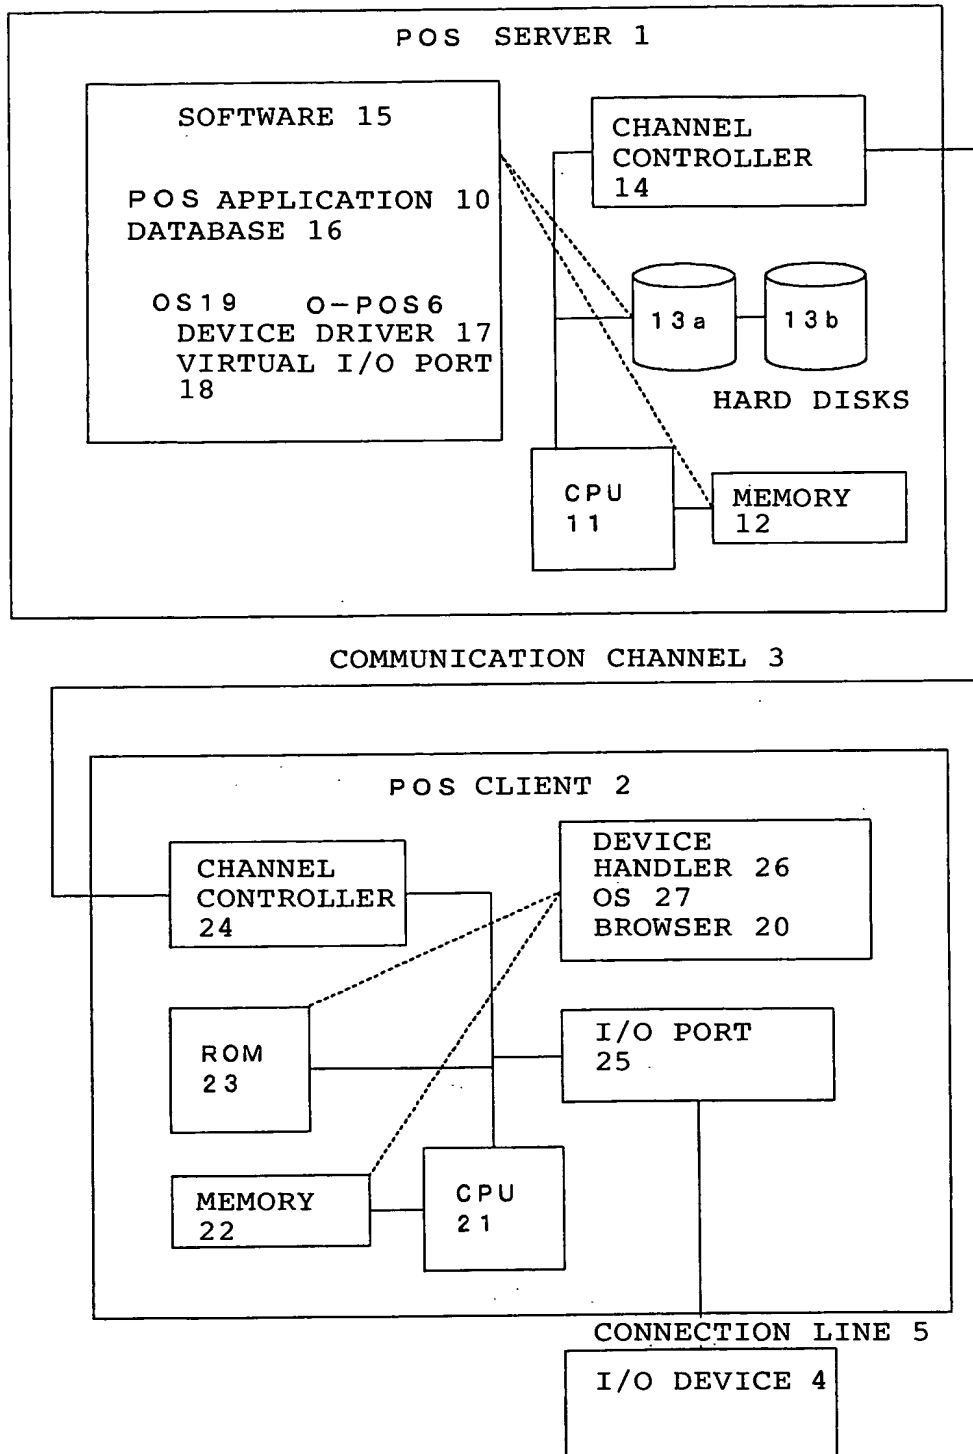 POS SERVER 1
SOFTWARE 15
POS APPLICATION 10
DATABASE 16
OS19 O-POS6
DEVICE DRIVER 17
VIRTUAL I/O PORT
18
CHANNEL
CONTROLLER
14
13a 13b
HARD DISKS
CPU
11
MEMORY
12
COMMUNICATION CHANNEL 3
POS CLIENT 2
CHANNEL
CONTROLLER
24
DEVICE
HANDLER 26
OS 27
BROWSER 20
ROM
23
I/O PORT
25
MEMORY
22
CPU
21
CONNECTION LINE 5
I/O DEVICE 4